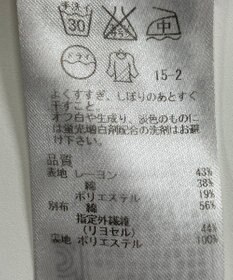 手洗イ
30
中
15-2
よくすすぎ、しぼりのあとすぐ
干すこと。
オフ白や生成り、淡色のものに
は蛍光増白剤配合の洗剤はお避
け下さい。
品質
表地 レーヨン 43%
綿 38%
ポリエステル 19%
別布 綿 56%
指定外繊維
(リヨセル) 44%
裏地 ポリエステル 100%